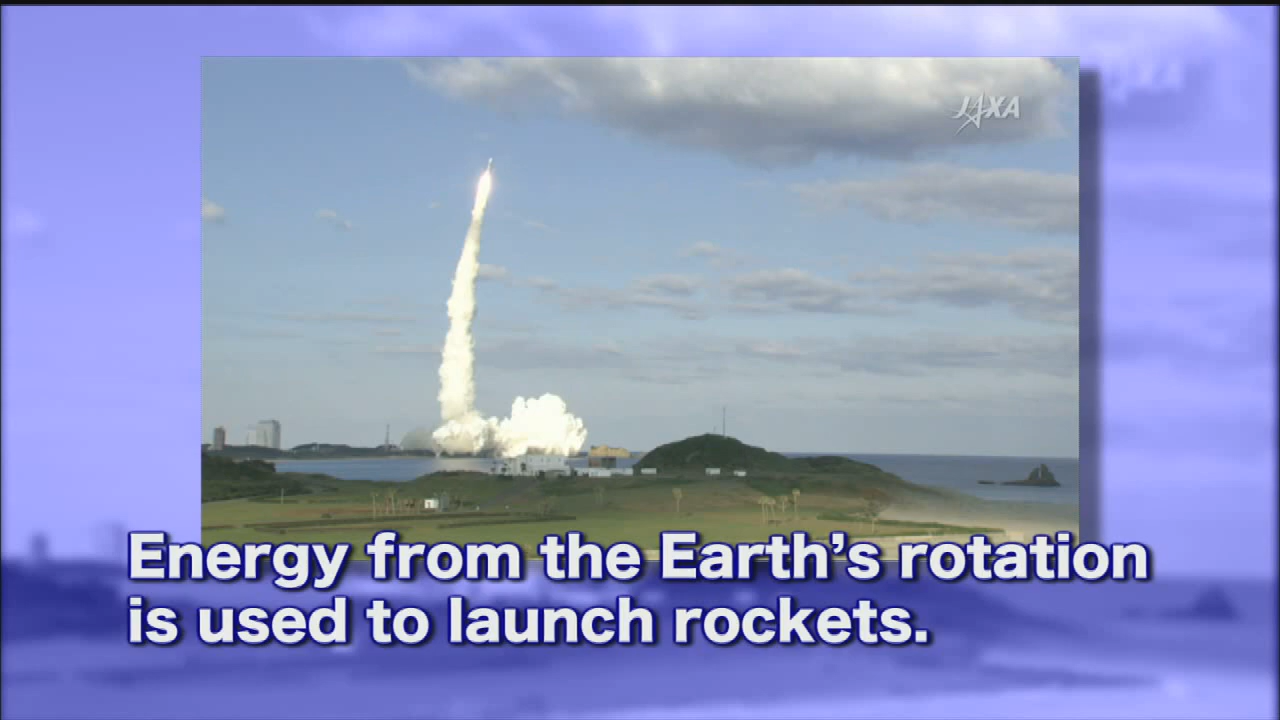 JAXA
Energy from the Earth's rotation
is used to launch rockets.